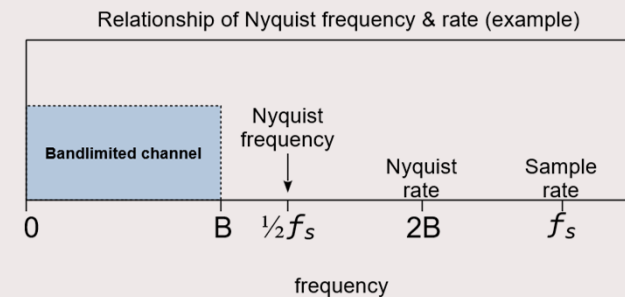 Relationship of Nyquist frequency & rate (example)
Bandlimited channel
Nyquist
frequency
Nyquist
rate
Sample
rate
0
B
½fs
2B
fs
frequency